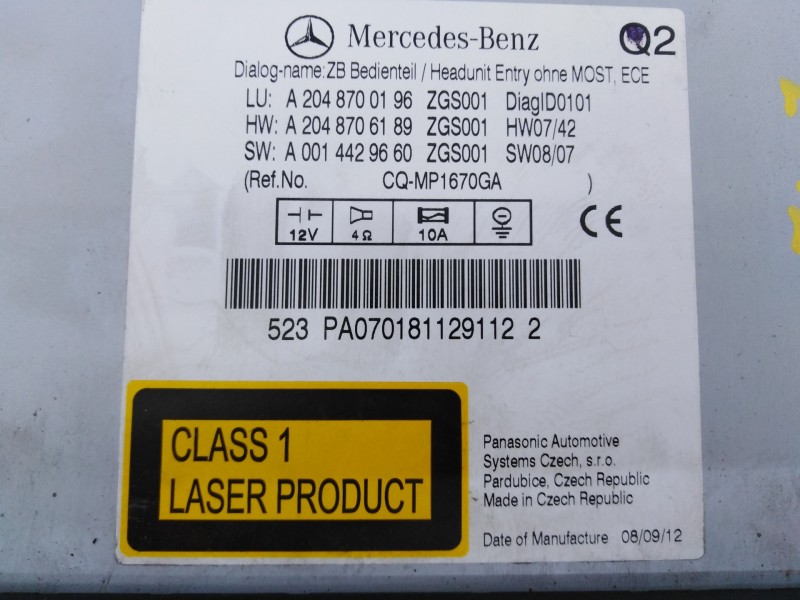 Mercedes-Benz Q2
Dialog-name: ZB Bedienteil / Headunit Entry ohne MOST, ECE
LU: A 204 870 01 96 ZGS001 DiagID0101
HW: A 204 870 61 89 ZGS001 HW07/42
SW: A 001 442 96 60 ZGS001 SW08/07
(Ref.No. CQ-MP1670GA )
12V 4Ω 10A
CE
523 PA070181129112 2
CLASS 1
LASER PRODUCT
Panasonic Automotive
Systems Czech, s.r.o.
Pardubice, Czech Republic
Made in Czech Republic
Date of Manufacture 08/09/12